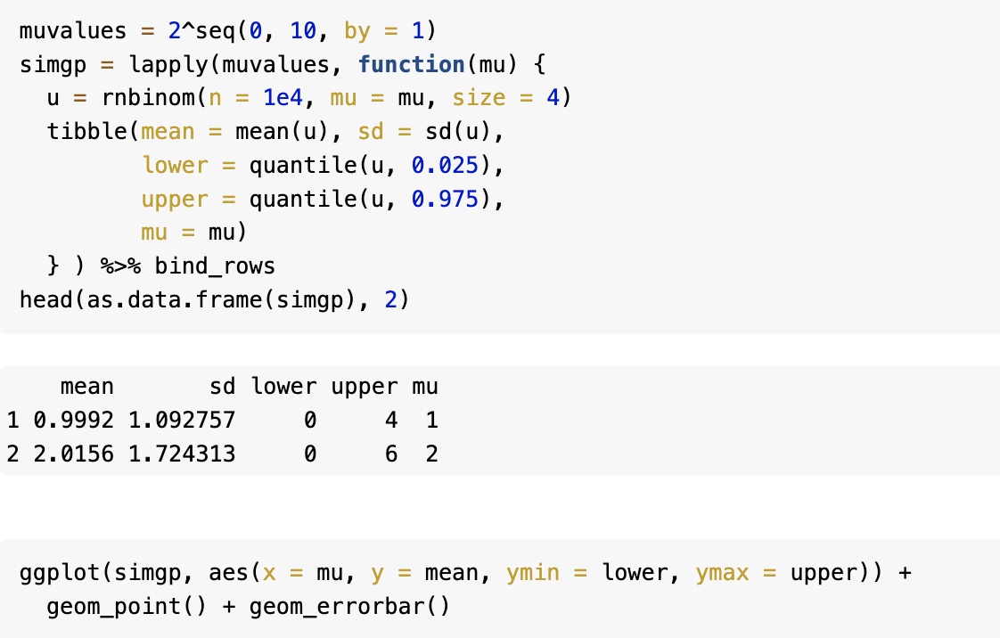 muvalues = 2^seq(0, 10, by = 1)
simgp = lapply(muvalues, function(mu) {
  u = rnbinom(n = 1e4, mu = mu, size = 4)
  tibble(mean = mean(u), sd = sd(u),
         lower = quantile(u, 0.025),
         upper = quantile(u, 0.975),
         mu = mu)
  } ) %>% bind_rows
head(as.data.frame(simgp), 2)
    mean       sd lower upper mu
1 0.9992 1.092757     0     4  1
2 2.0156 1.724313     0     6  2
ggplot(simgp, aes(x = mu, y = mean, ymin = lower, ymax = upper)) +
  geom_point() + geom_errorbar()